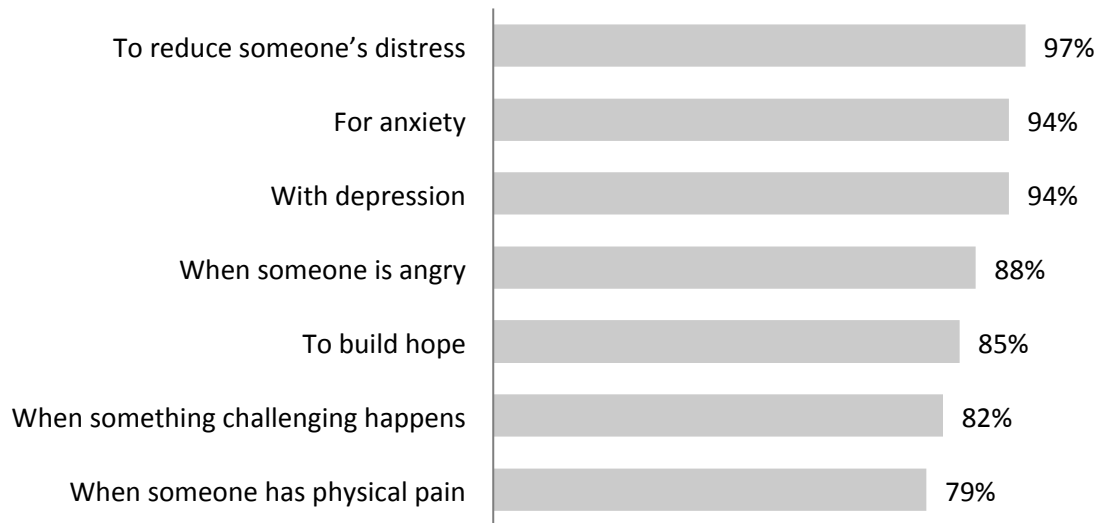 To reduce someone’s distress 97%
For anxiety 94%
With depression 94%
When someone is angry 88%
To build hope 85%
When something challenging happens 82%
When someone has physical pain 79%